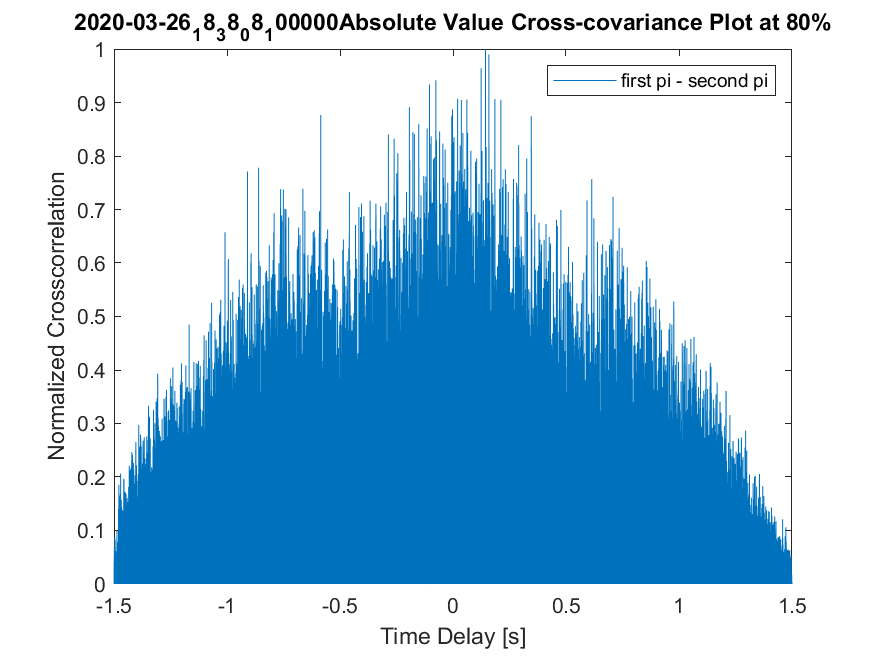 2020-03-26₁8₃8₀8₁00000Absolute Value Cross-covariance Plot at 80%
first pi - second pi
Normalized Crosscorrelation
1
0.9
0.8
0.7
0.6
0.5
0.4
0.3
0.2
0.1
0
-1.5 -1 -0.5 0 0.5 1 1.5
Time Delay [s]